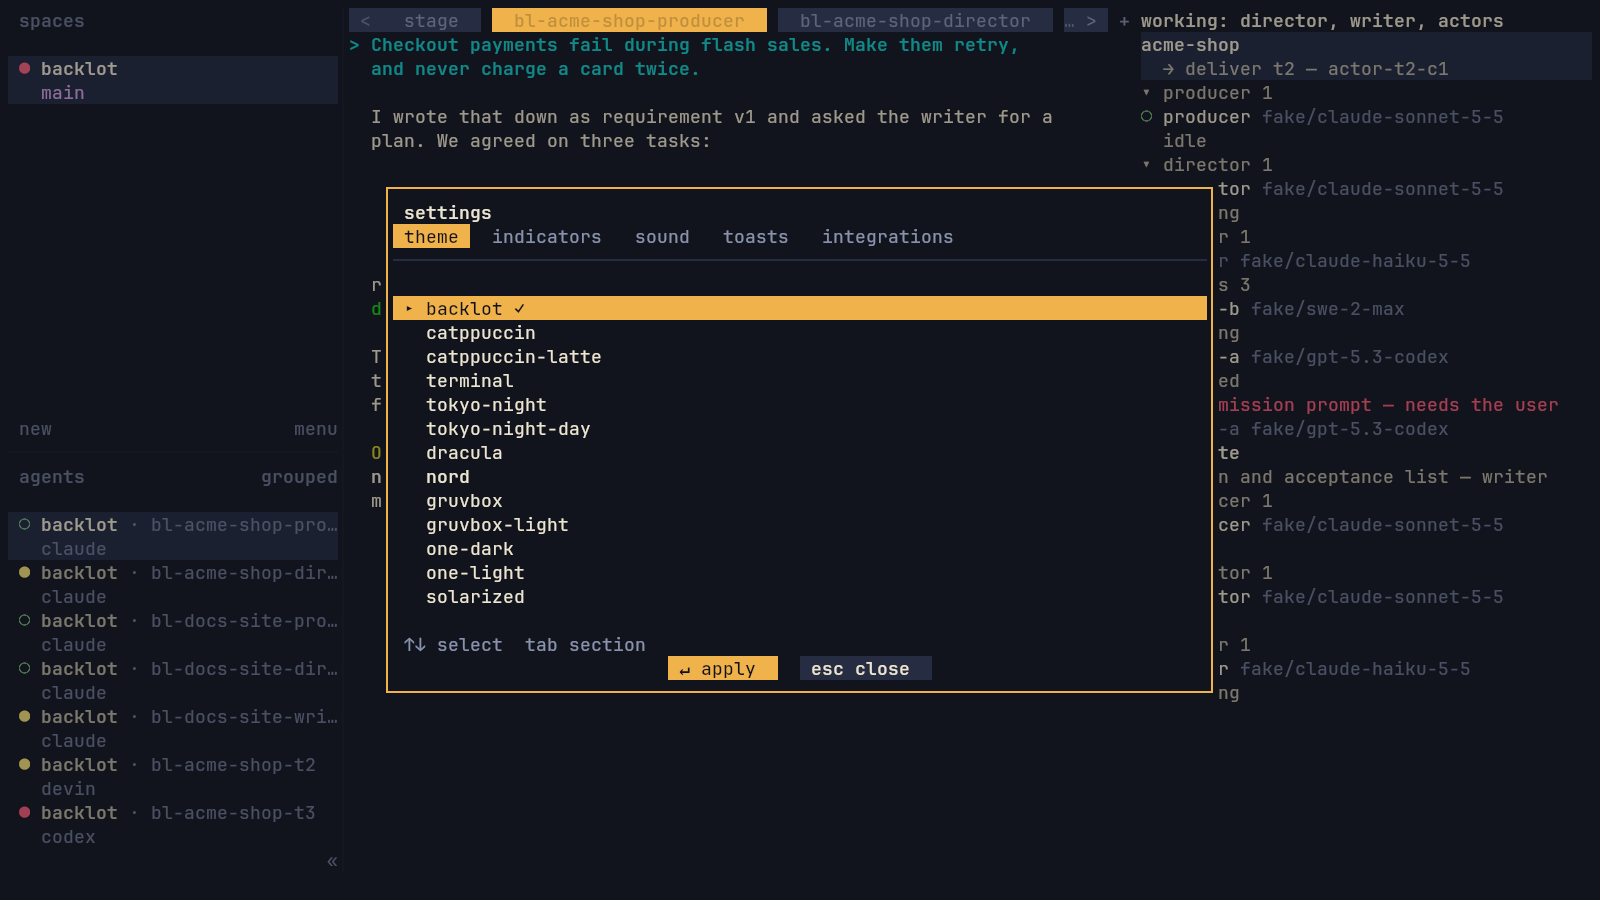 spaces
backlot
main
new menu
agents grouped
backlot · bl-acme-shop-pro…
claude
backlot · bl-acme-shop-dir…
claude
backlot · bl-docs-site-pro…
claude
backlot · bl-docs-site-dir…
claude
backlot · bl-docs-site-wri…
claude
backlot · bl-acme-shop-t2
devin
backlot · bl-acme-shop-t3
codex
«
< stage bl-acme-shop-producer bl-acme-shop-director … > +
> Checkout payments fail during flash sales. Make them retry,
and never charge a card twice.
I wrote that down as requirement v1 and asked the writer for a
plan. We agreed on three tasks:
r
d
T
t
f
O
n
m
settings
theme indicators sound toasts integrations
▸ backlot ✓
catppuccin
catppuccin-latte
terminal
tokyo-night
tokyo-night-day
dracula
nord
gruvbox
gruvbox-light
one-dark
one-light
solarized
↑↓ select tab section
↵ apply esc close
working: director, writer, actors
acme-shop
→ deliver t2 — actor-t2-c1
▾ producer 1
producer fake/claude-sonnet-5-5
idle
▾ director 1
tor fake/claude-sonnet-5-5
ng
r 1
r fake/claude-haiku-5-5
s 3
-b fake/swe-2-max
ng
-a fake/gpt-5.3-codex
ed
mission prompt — needs the user
-a fake/gpt-5.3-codex
te
n and acceptance list — writer
cer 1
cer fake/claude-sonnet-5-5
tor 1
tor fake/claude-sonnet-5-5
r 1
r fake/claude-haiku-5-5
ng